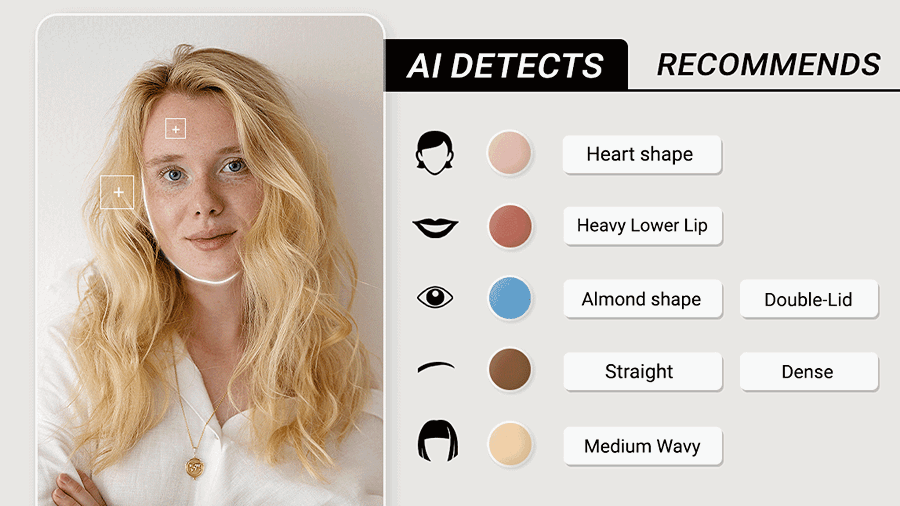 AI DETECTS
RECOMMENDS
Heart shape
Heavy Lower Lip
Almond shape
Double-Lid
Straight
Dense
Medium Wavy